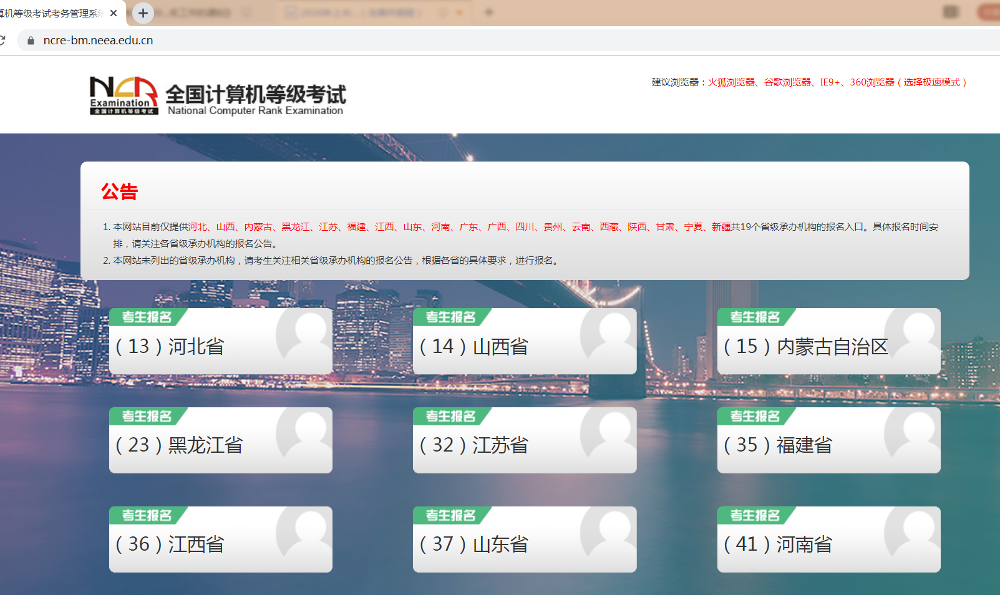 算机等级考试考务管理系统
ncre-bm.neea.edu.cn
NCR
Examination
全国计算机等级考试
全国计算机等级考试
National Computer Rank Examination
建议浏览器：火狐浏览器、谷歌浏览器、IE9+、360浏览器（选择极速模式）
公告
1. 本网站目前仅提供河北、山西、内蒙古、黑龙江、江苏、福建、江西、山东、河南、广东、广西、四川、贵州、云南、西藏、陕西、甘肃、宁夏、新疆共19个省级承办机构的报名入口。具体报名时间安
排，请关注各省级承办机构的报名公告。
2. 本网站未列出的省级承办机构，请考生关注相关省级承办机构的报名公告，根据各省的具体要求，进行报名。
考生报名
（13）河北省
考生报名
（14）山西省
考生报名
（15）内蒙古自治区
考生报名
（23）黑龙江省
考生报名
（32）江苏省
考生报名
（35）福建省
考生报名
（36）江西省
考生报名
（37）山东省
考生报名
（41）河南省